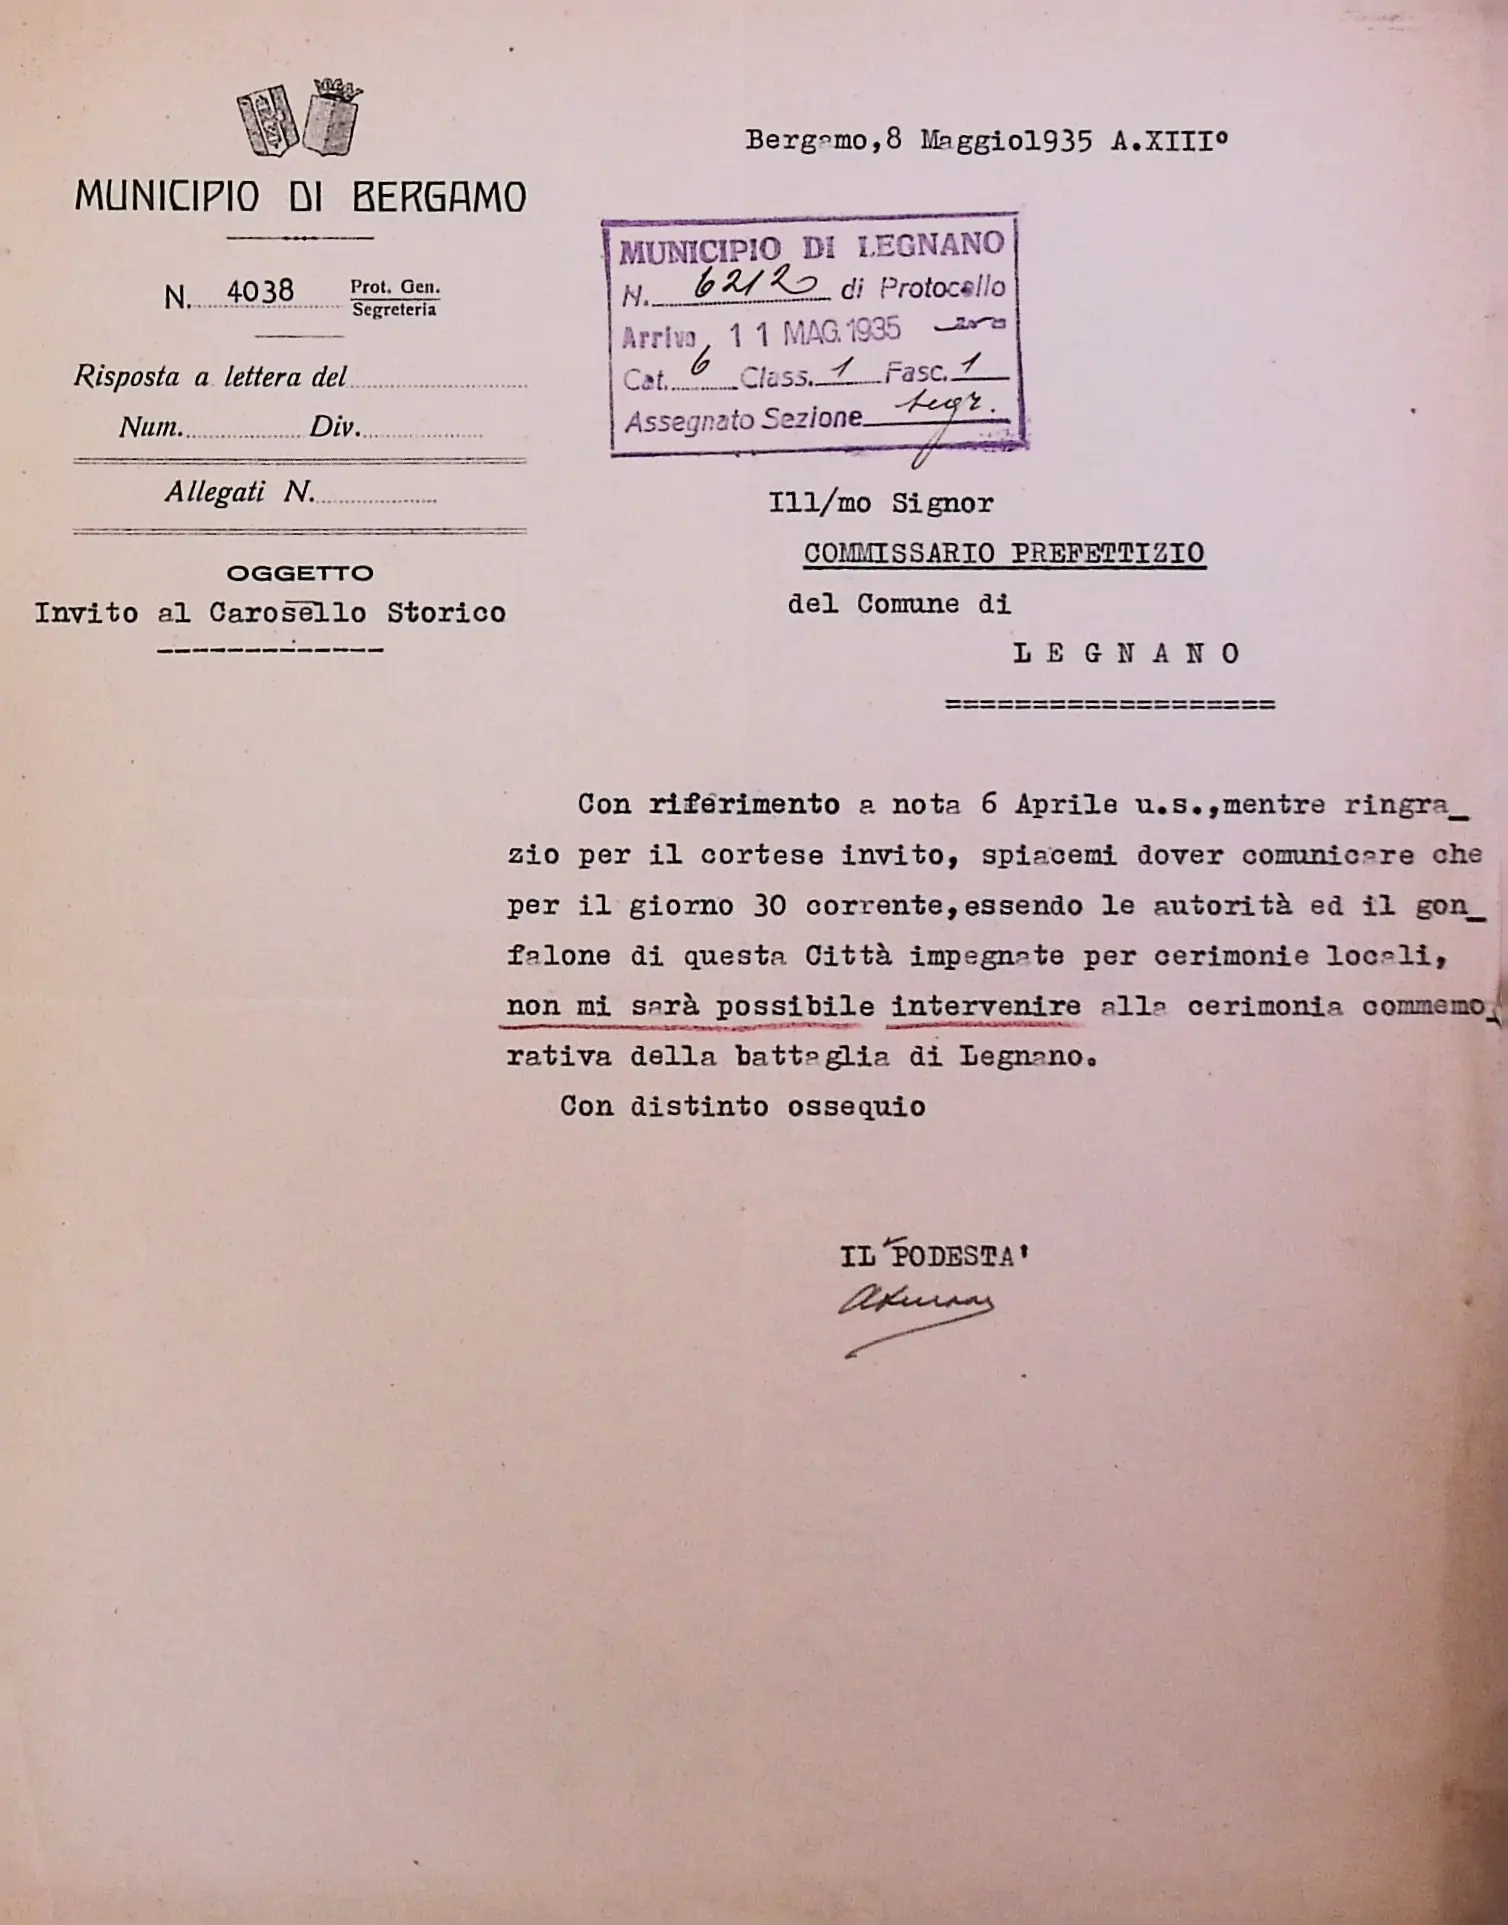 MUNICIPIO DI BERGAMO
N. 4038 Prot. Gen.
Segreteria
Risposta a lettera del
Num. Div.
Allegati N.
OGGETTO
Invito al Carosello Storico
Bergamo,8 Maggio1935 A.XIII°
MUNICIPIO DI LEGNANO
N. 6212 di Protocollo
Arrivo 11 MAG.1935
Cat. 6 Class. 1 Fasc. 1
Assegnato Sezione segr.
Ill/mo Signor
COMMISSARIO PREFETTIZIO
del Comune di
L E G N A N O
===================
Con riferimento a nota 6 Aprile u.s.,mentre ringra_
zio per il cortese invito, spiacemi dover comunicare che
per il giorno 30 corrente,essendo le autorità ed il gon_
falone di questa Città impegnate per cerimonie locali,
non mi sarà possibile intervenire alla cerimonia commemo_
rativa della battaglia di Legnano.
Con distinto ossequio
IL PODESTA'